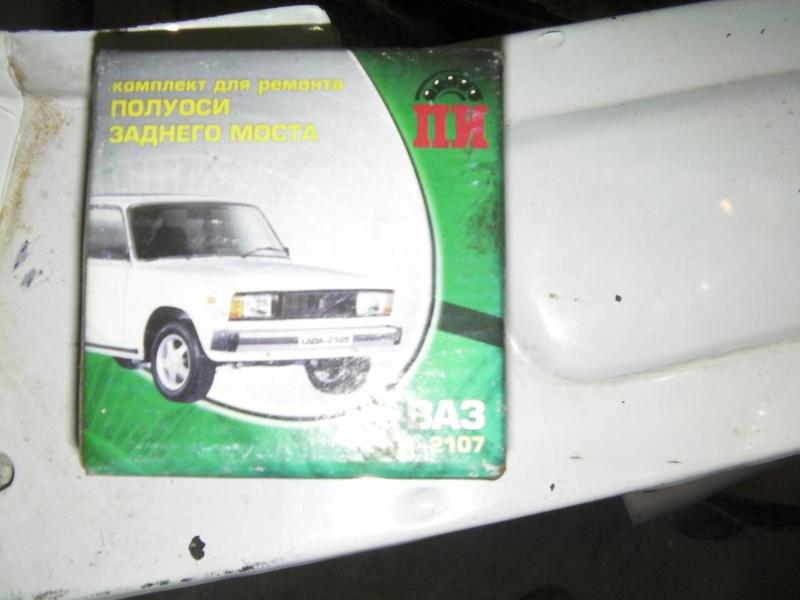 комплект для ремонта
ПОЛУОСИ
ЗАДНЕГО МОСТА
ПИ
LADA-2105
ВАЗ
-2107